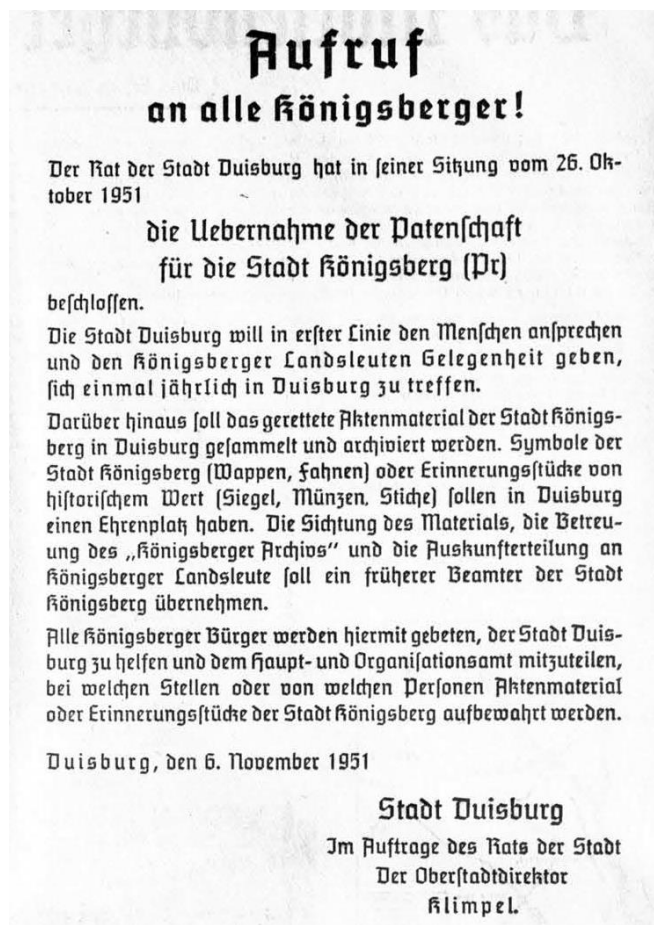 Aufruf
an alle Königsberger!
Der Rat der Stadt Duisburg hat in seiner Sitzung vom 26. Ok-
tober 1951
die Uebernahme der Patenschaft
für die Stadt Königsberg (Pr)
beschlossen.
Die Stadt Duisburg will in erster Linie den Menschen ansprechen
und den Königsberger Landsleuten Gelegenheit geben,
sich einmal jährlich in Duisburg zu treffen.
Darüber hinaus soll das gerettete Aktenmaterial der Stadt Königs-
berg in Duisburg gesammelt und archiviert werden. Symbole der
Stadt Königsberg (Wappen, Fahnen) oder Erinnerungsstücke von
historischem Wert (Siegel, Münzen, Stiche) sollen in Duisburg
einen Ehrenplatz haben. Die Sichtung des Materials, die Betreu-
ung des „Königsberger Archivs" und die Auskunfterteilung an
Königsberger Landsleute soll ein früherer Beamter der Stadt
Königsberg übernehmen.
Alle Königsberger Bürger werden hiermit gebeten, der Stadt Duis-
burg zu helfen und dem Haupt- und Organisationsamt mitzuteilen,
bei welchen Stellen oder von welchen Personen Aktenmaterial
oder Erinnerungsstücke der Stadt Königsberg aufbewahrt werden.
Duisburg, den 6. November 1951
Stadt Duisburg
Im Auftrage des Rats der Stadt
Der Oberstadtdirektor
Klimpel.